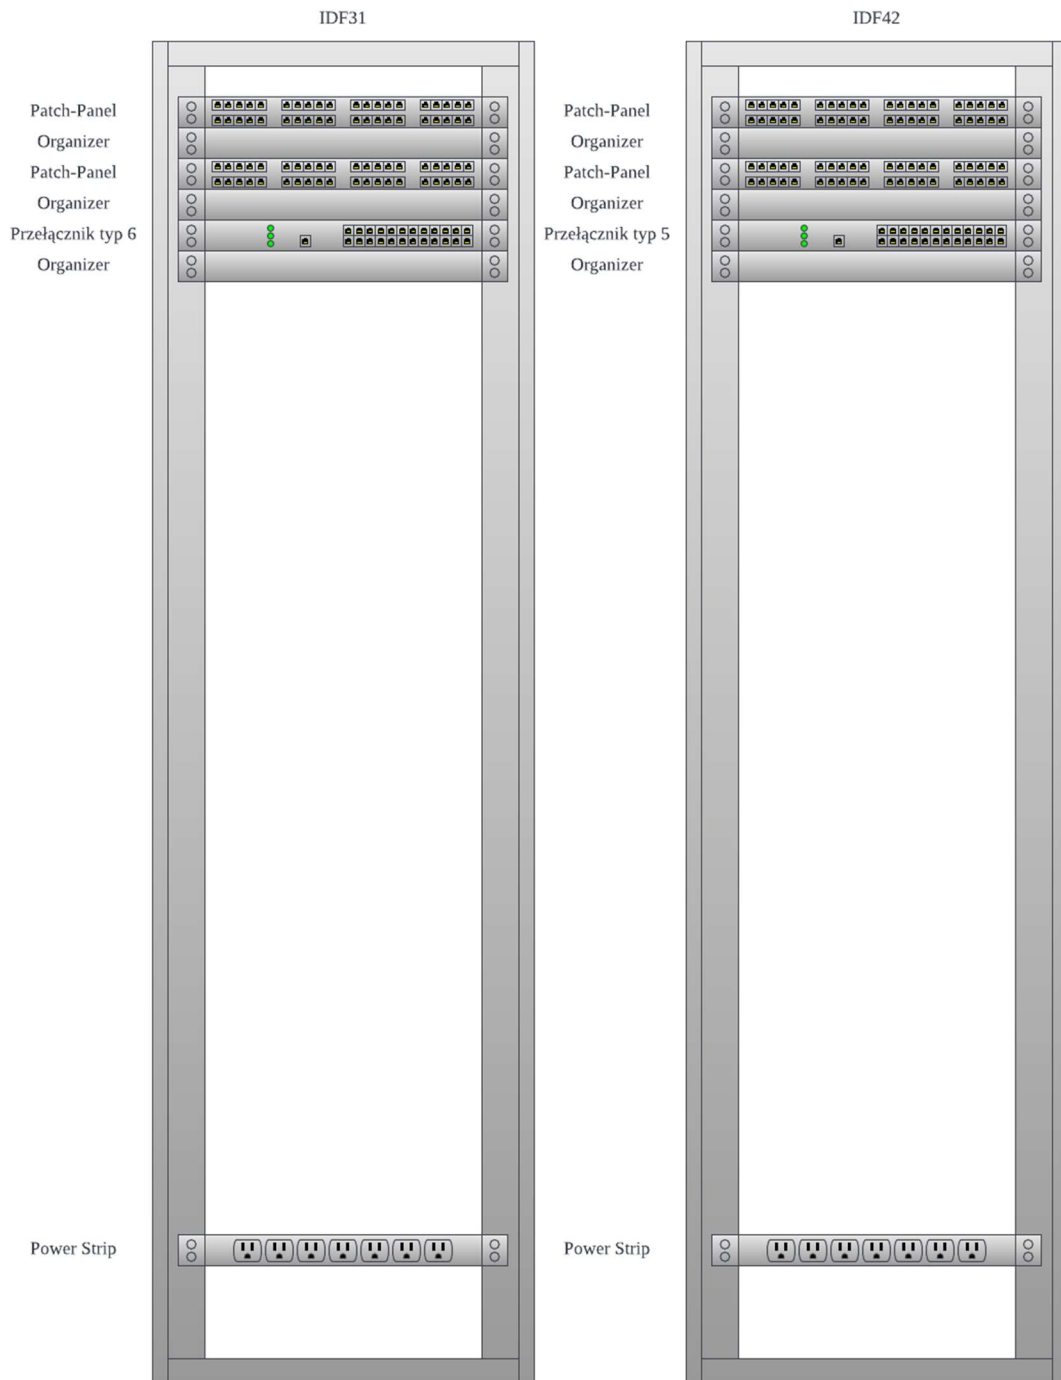 IDF31
IDF42
Patch-Panel
Patch-Panel
Organizer
Organizer
Patch-Panel
Patch-Panel
Organizer
Organizer
Przełącznik typ 6
Przełącznik typ 5
Organizer
Organizer
Power Strip
Power Strip